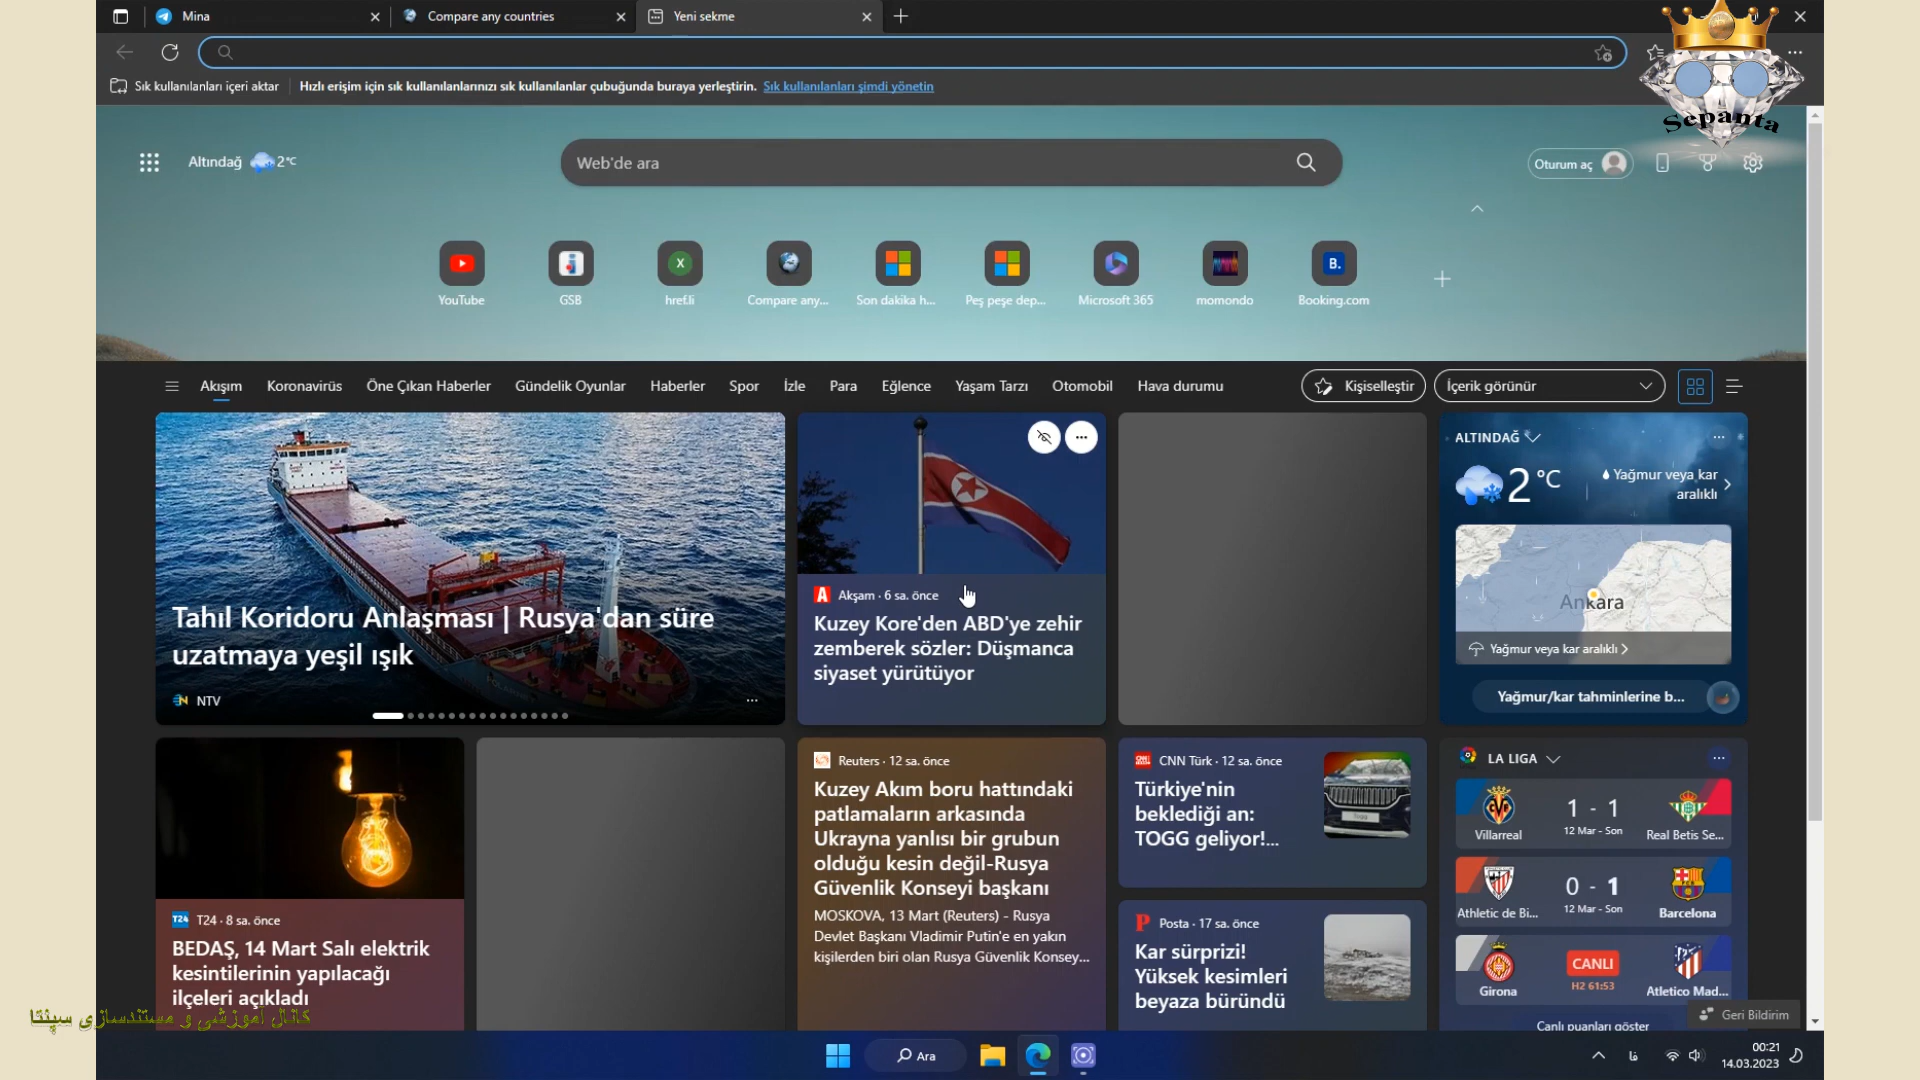 Mina
Compare any countries
Yeni sekme
Sık kullanılanları içeri aktar
Hızlı erişim için sık kullanılanlarınızı sık kullanılanlar çubuğunda buraya yerleştirin. Sık kullanılanları şimdi yönetin
Sepanta
Altındağ 2°C
Web'de ara
Oturum aç
YouTube
GSB
X
href.li
Compare any...
Son dakika h...
Peş peşe dep...
Microsoft 365
momondo
B.
Booking.com
Akışım
Koronavirüs
Öne Çıkan Haberler
Gündelik Oyunlar
Haberler
Spor
İzle
Para
Eğlence
Yaşam Tarzı
Otomobil
Hava durumu
Kişiselleştir
İçerik görünür
Tahıl Koridoru Anlaşması | Rusya'dan süre
uzatmaya yeşil ışık
NTV
A Akşam · 6 sa. önce
Kuzey Kore'den ABD'ye zehir
zemberek sözler: Düşmanca
siyaset yürütüyor
ALTINDAĞ
2°C
Yağmur veya kar
aralıklı
Ankara
Yağmur veya kar aralıklı
Yağmur/kar tahminlerine b...
T24 T24 · 8 sa. önce
BEDAŞ, 14 Mart Salı elektrik
kesintilerinin yapılacağı
ilçeleri açıkladı
Reuters · 12 sa. önce
Kuzey Akım boru hattındaki
patlamaların arkasında
Ukrayna yanlısı bir grubun
olduğu kesin değil-Rusya
Güvenlik Konseyi başkanı
MOSKOVA, 13 Mart (Reuters) - Rusya
Devlet Başkanı Vladimir Putin'e en yakın
kişilerden biri olan Rusya Güvenlik Konsey...
CNN Türk · 12 sa. önce
Türkiye'nin
beklediği an:
TOGG geliyor!...
Togg
P Posta · 17 sa. önce
Kar sürprizi!
Yüksek kesimleri
beyaza büründü
LA LIGA
1 - 1
12 Mar - Son
Villarreal
Real Betis Se...
0 - 1
12 Mar - Son
Athletic de Bi...
Barcelona
CANLI
H2 61:53
Girona
Atletico Mad...
Canlı puanları göster
Geri Bildirim
کانال آموزشی و مستندسازی سپنتا
Ara
فا
00:21
14.03.2023